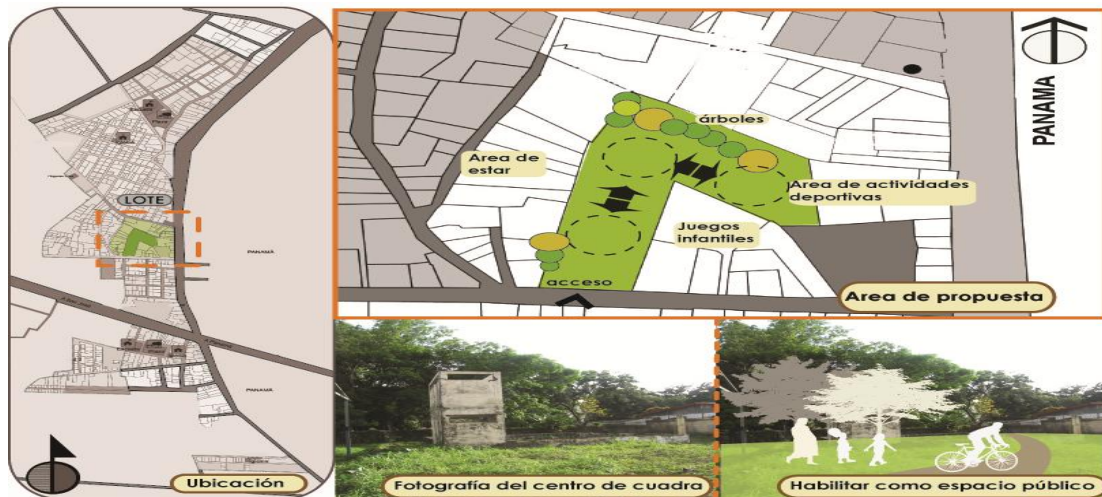 LOTE
PANAMÁ
PANAMÁ
Ubicación
árboles
Area de
estar
Area de actividades
deportivas
Juegos
infantiles
acceso
Area de propuesta
PANAMA
Fotografía del centro de cuadra
Habilitar como espacio público